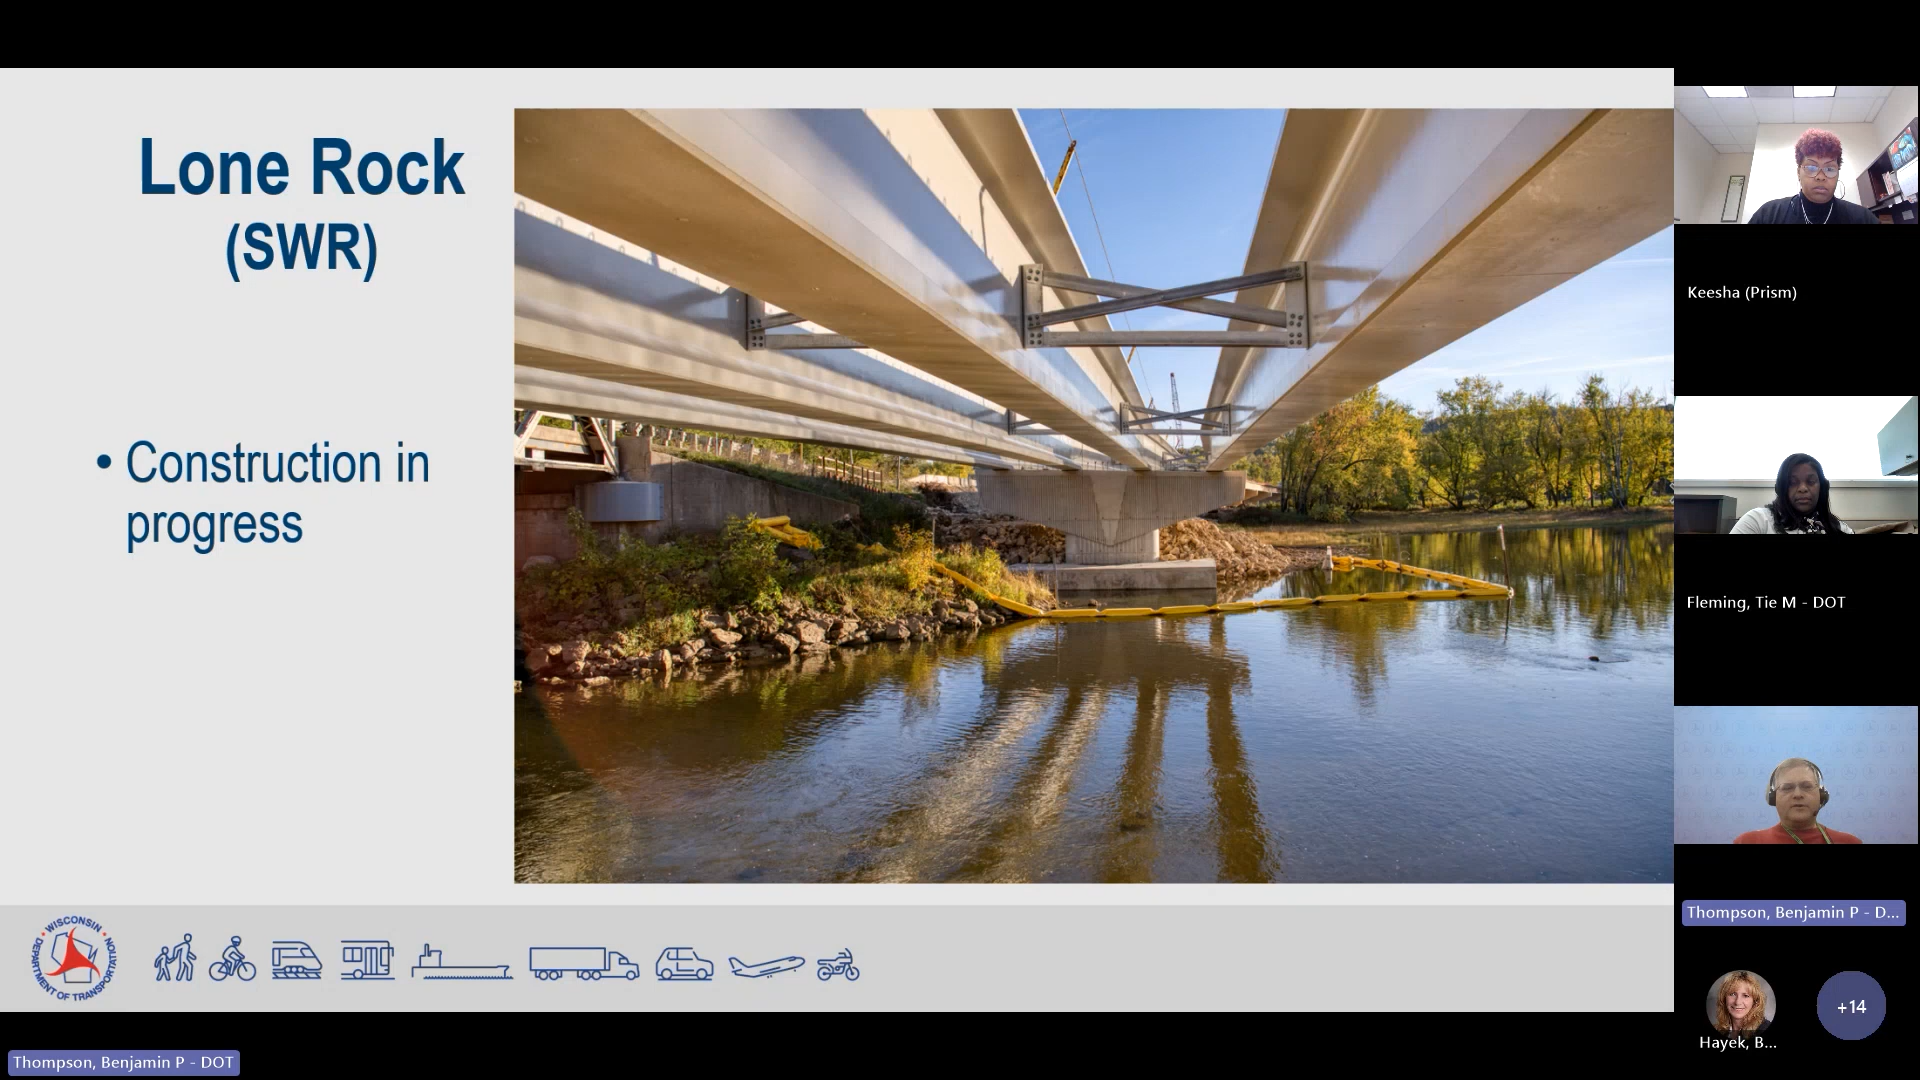 Lone Rock
(SWR)
• Construction in
progress
WISCONSIN
DEPARTMENT OF TRANSPORTATION
Keesha (Prism)
Fleming, Tie M - DOT
Thompson, Benjamin P - D...
Hayek, B...
+14
Thompson, Benjamin P - DOT